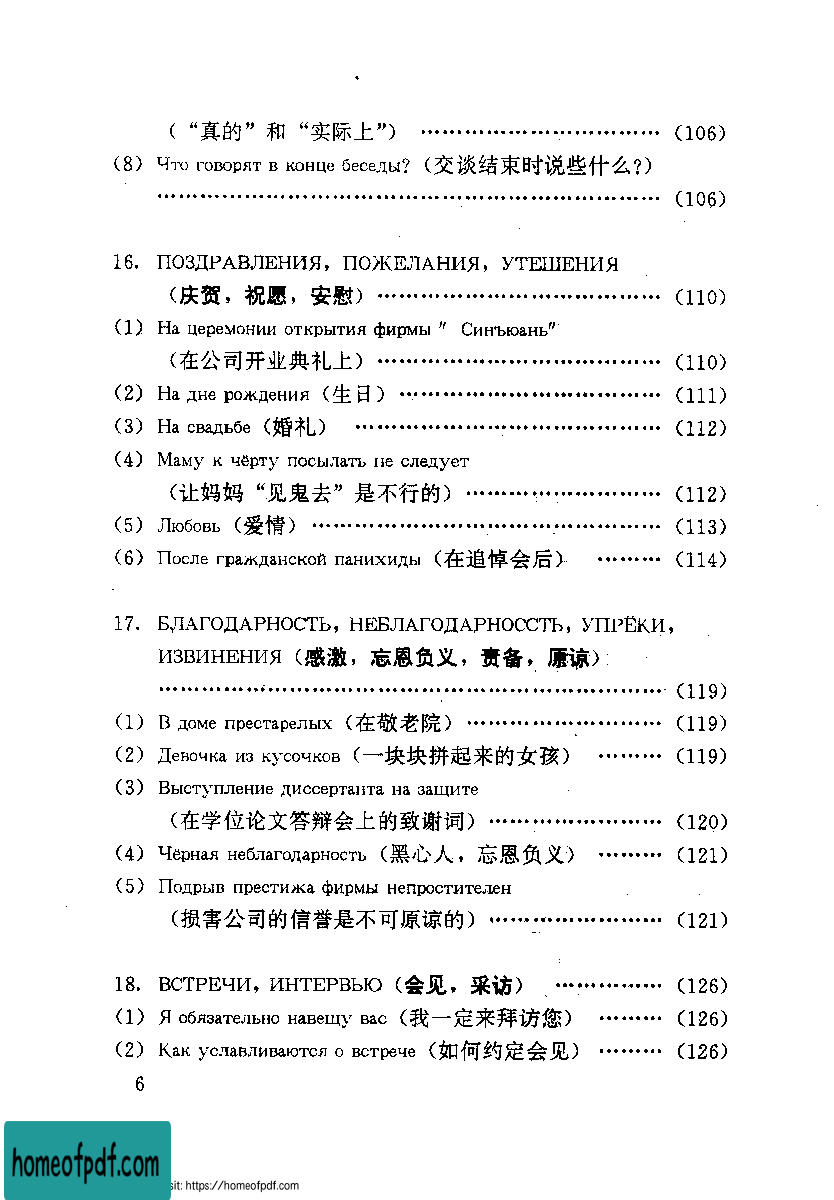 （“真的”和“实际上”） ……………………………（106）
(8) Что говорят в конце беседы?（交谈结束时说些什么?）
……………………………………………………………（106）
16. ПОЗДРАВЛЕНИЯ, ПОЖЕЛАНИЯ, УТЕШЕНИЯ
（庆贺，祝愿，安慰）…………………………………（110）
(1) На церемонии открытия фирмы " Синъюань"
（在公司开业典礼上）…………………………………（110）
(2) На дне рождения（生日）………………………………（111）
(3) На свадьбе（婚礼） ……………………………………（112）
(4) Маму к чёрту посылать не следует
（让妈妈“见鬼去”是不行的）………………………（112）
(5) Любовь（爱情）…………………………………………（113）
(6) После гражданской панихиды（在追悼会后） ………（114）
17. БЛАГОДАРНОСТЬ, НЕБЛАГОДАРНОССТЬ, УПРЁКИ,
ИЗВИНЕНИЯ（感激，忘恩负义，责备，原谅）
……………………………………………………………（119）
(1) В доме престарелых（在敬老院）………………………（119）
(2) Девочка из кусочков（一块块拼起来的女孩） ………（119）
(3) Выступление диссертанта на защите
（在学位论文答辩会上的致谢词）……………………（120）
(4) Чёрная неблагодарность（黑心人，忘恩负义） ………（121）
(5) Подрыв престижа фирмы непростителен
（损害公司的信誉是不可原谅的）……………………（121）
18. ВСТРЕЧИ, ИНТЕРВЬЮ（会见，采访） ……………（126）
(1) Я обязательно навещу вас（我一定来拜访您） ………（126）
(2) Как уславливаются о встрече（如何约定会见） ………（126）
6
homeofpdf.com
sit: https://homeofpdf.com